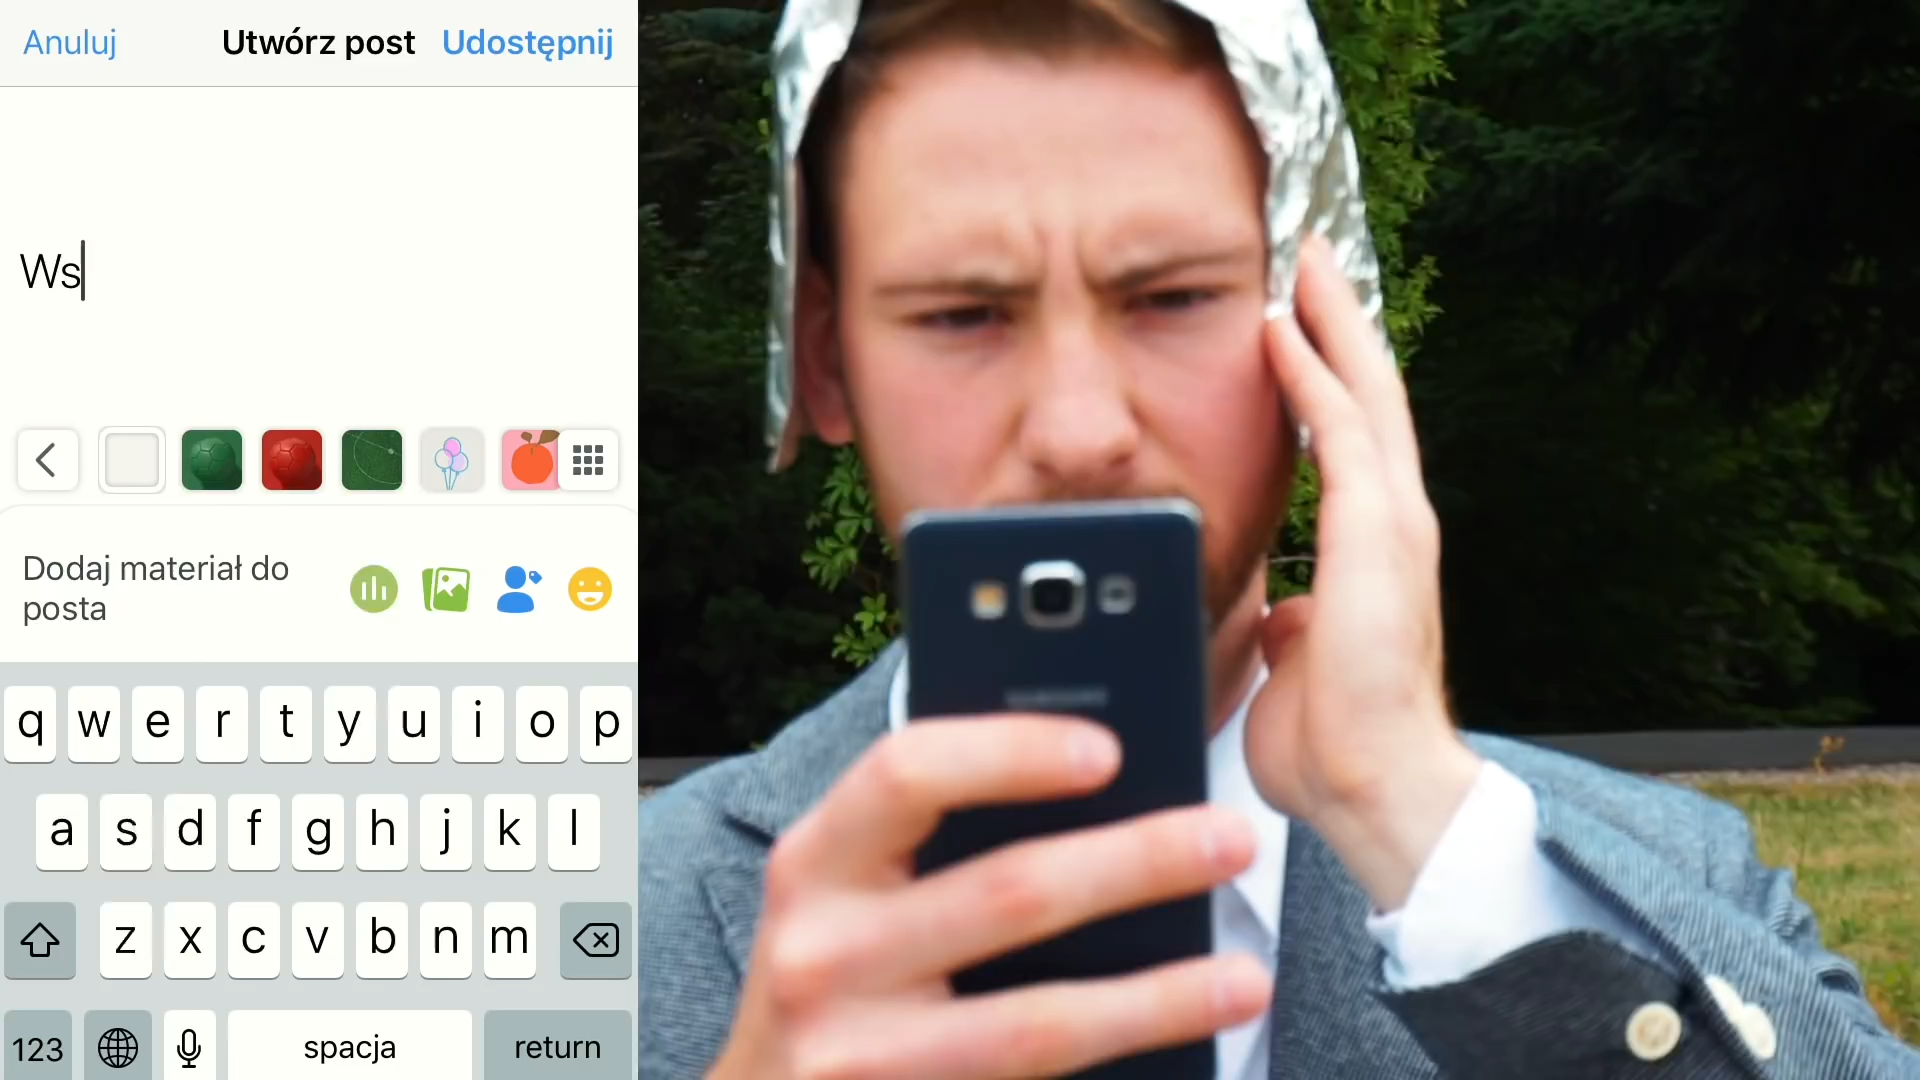 Anuluj Utwórz post Udostępnij
Ws
Dodaj materiał do
posta
q w e r t y u i o p
a s d f g h j k l
z x c v b n m
123 spacja return